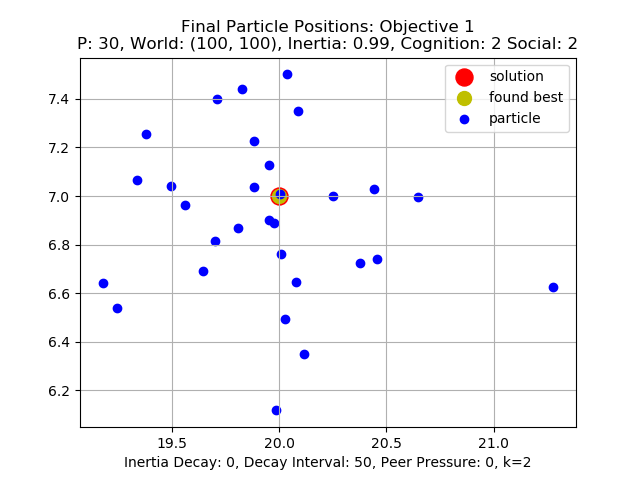 Final Particle Positions: Objective 1
P: 30, World: (100, 100), Inertia: 0.99, Cognition: 2 Social: 2
solution
found best
particle
7.4
7.2
7.0
6.8
6.6
6.4
6.2
19.5 20.0 20.5 21.0
Inertia Decay: 0, Decay Interval: 50, Peer Pressure: 0, k=2